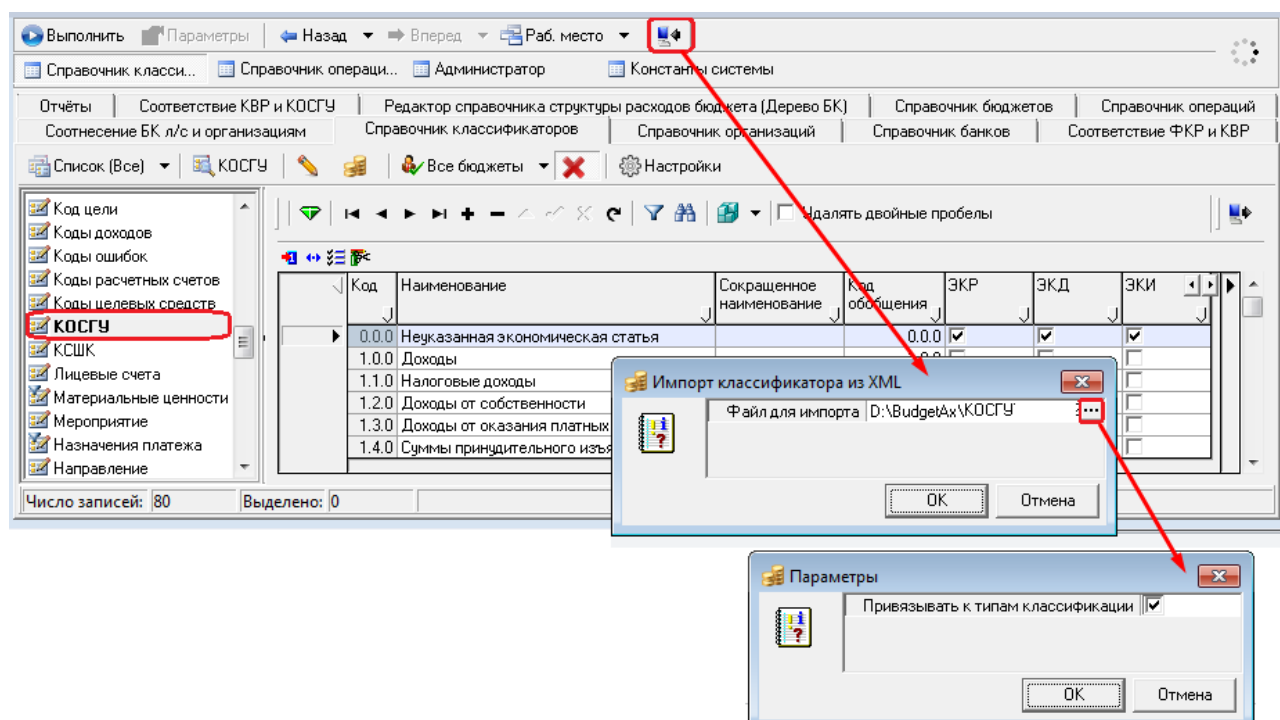 Выполнить Параметры Назад Вперед Раб. место
Справочник класси... Справочник операци... Администратор Константы системы
Отчёты Соответствие КВР и КОСГУ Редактор справочника структуры расходов бюджета (Дерево БК) Справочник бюджетов Справочник операций
Соотнесение БК л/с и организациям Справочник классификаторов Справочник организаций Справочник банков Соответствие ФКР и КВР
Список (Все) КОСГУ Все бюджеты Настройки
Код цели
Коды доходов
Коды ошибок
Коды расчетных счетов
Коды целевых средств
КОСГУ
КСШК
Лицевые счета
Материальные ценности
Мероприятие
Назначения платежа
Направление
Удалять двойные пробелы
Код Наименование Сокращенное наименование Код обобщения ЭКР ЭКД ЭКИ
0.0.0 Неуказанная экономическая статья 0.0.0
1.0.0 Доходы
1.1.0 Налоговые доходы
1.2.0 Доходы от собственности
1.3.0 Доходы от оказания платных
1.4.0 Суммы принудительного изъя
Число записей: 80 Выделено: 0
Импорт классификатора из XML
Файл для импорта D:\BudgetAx\КОСГУ
OK Отмена
Параметры
Привязывать к типам классификации
OK Отмена